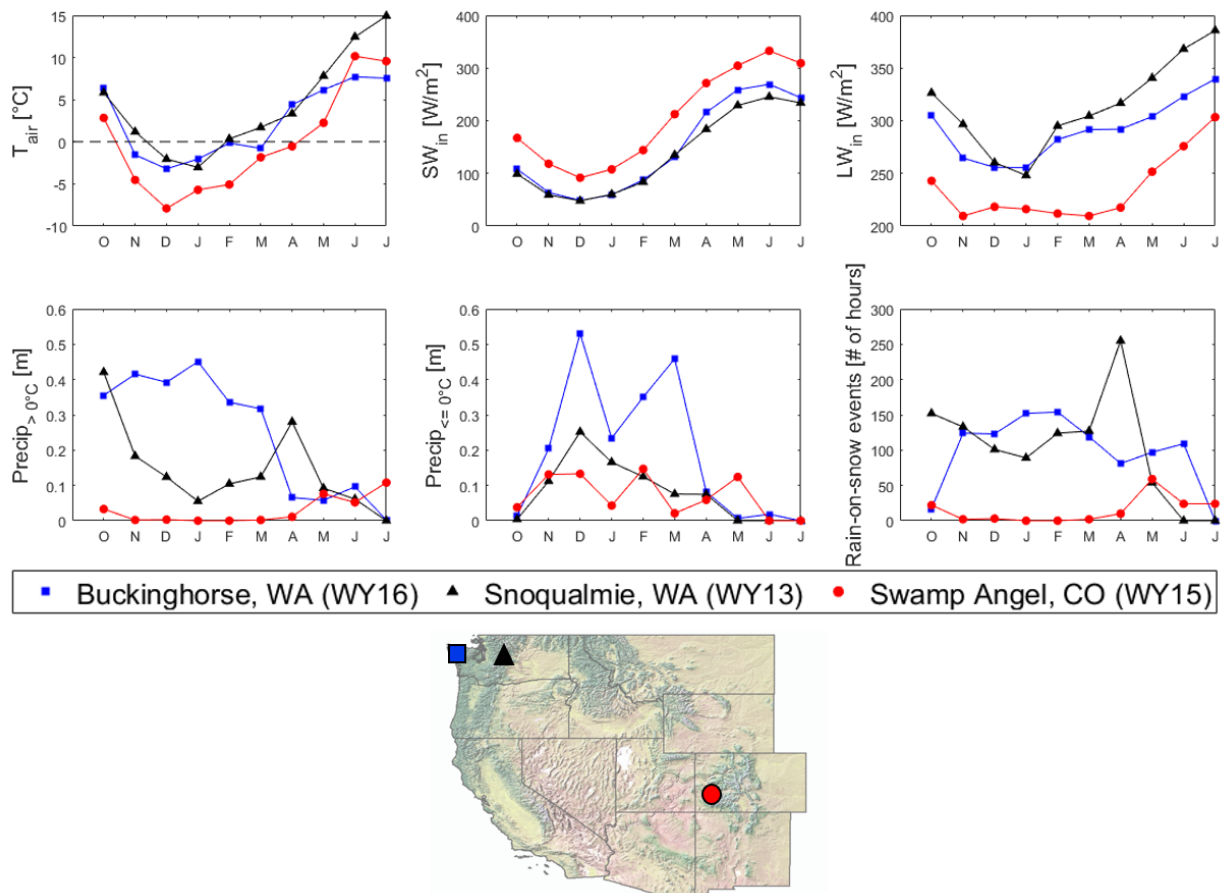 T_air [°C]
15
10
5
0
-5
-10
O N D J F M A M J J
SW_in [W/m²]
400
300
200
100
0
O N D J F M A M J J
LW_in [W/m²]
400
350
300
250
200
O N D J F M A M J J
Precip_> 0°C [m]
0.6
0.5
0.4
0.3
0.2
0.1
0
O N D J F M A M J J
Precip_<= 0°C [m]
0.6
0.5
0.4
0.3
0.2
0.1
0
O N D J F M A M J J
Rain-on-snow events [# of hours]
300
250
200
150
100
50
0
O N D J F M A M J J
Buckinghorse, WA (WY16) Snoqualmie, WA (WY13) Swamp Angel, CO (WY15)